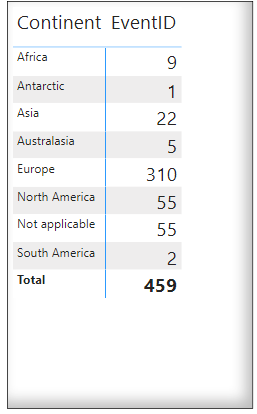 Continent EventID
Africa 9
Antarctic 1
Asia 22
Australasia 5
Europe 310
North America 55
Not applicable 55
South America 2
Total 459